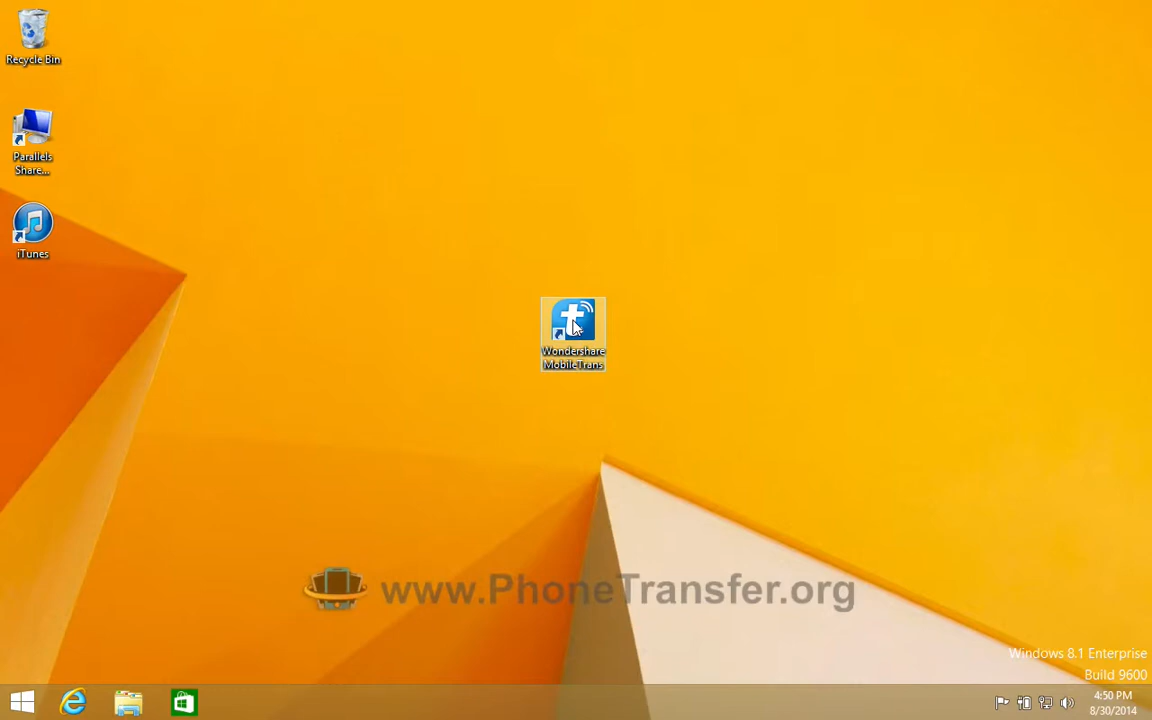 Recycle Bin
Parallels
Share...
iTunes
Wondershare
MobileTrans
www.PhoneTransfer.org
Windows 8.1 Enterprise
Build 9600
4:50 PM
8/30/2014